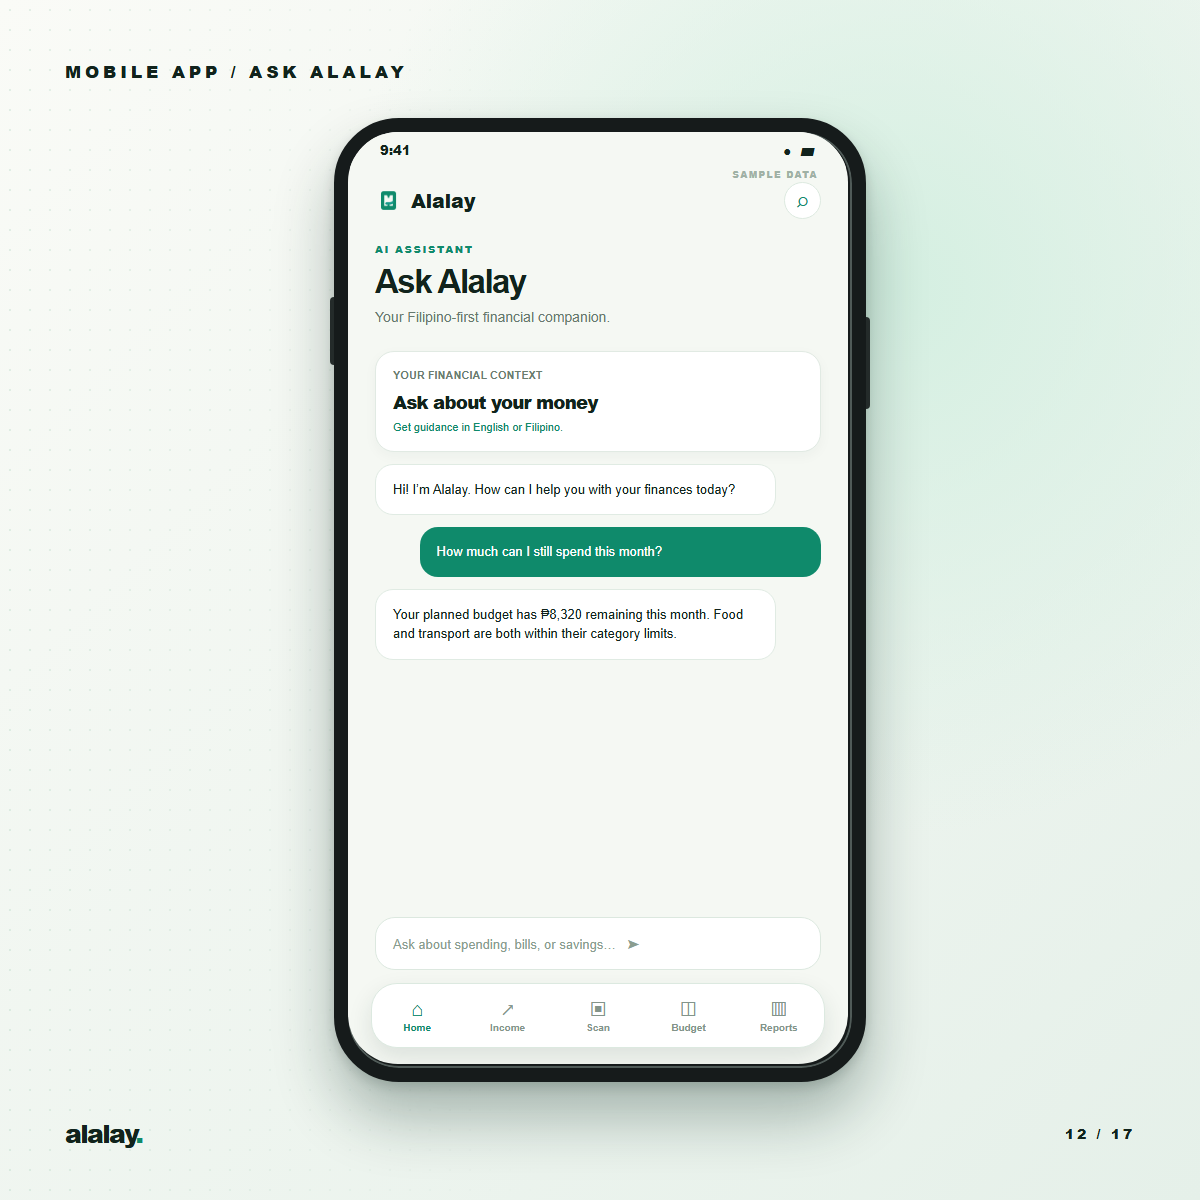 MOBILE APP / ASK ALALAY
9:41
SAMPLE DATA
Alalay
AI ASSISTANT
Ask Alalay
Your Filipino-first financial companion.
YOUR FINANCIAL CONTEXT
Ask about your money
Get guidance in English or Filipino.
Hi! I’m Alalay. How can I help you with your finances today?
How much can I still spend this month?
Your planned budget has ₱8,320 remaining this month. Food
and transport are both within their category limits.
Ask about spending, bills, or savings…
Home Income Scan Budget Reports
alalay.
12 / 17